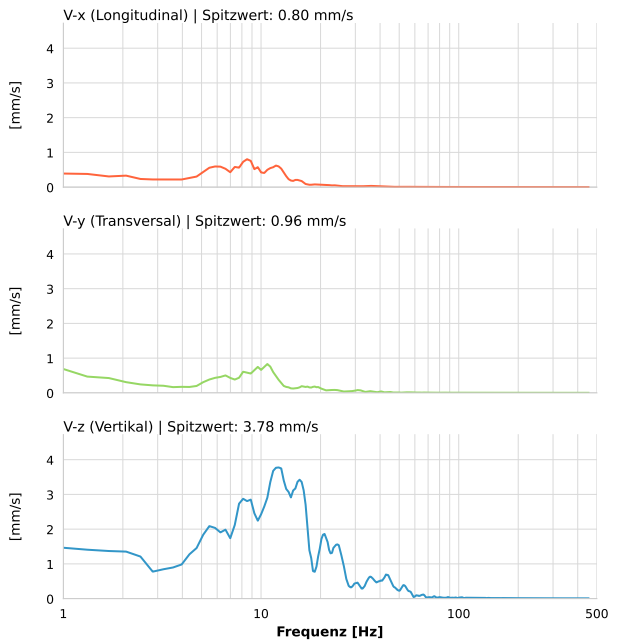 V-x (Longitudinal) | Spitzwert: 0.80 mm/s
4
3
2
1
0
[mm/s]
V-y (Transversal) | Spitzwert: 0.96 mm/s
4
3
2
1
0
[mm/s]
V-z (Vertikal) | Spitzwert: 3.78 mm/s
4
3
2
1
0
[mm/s]
1 10 100 500
Frequenz [Hz]